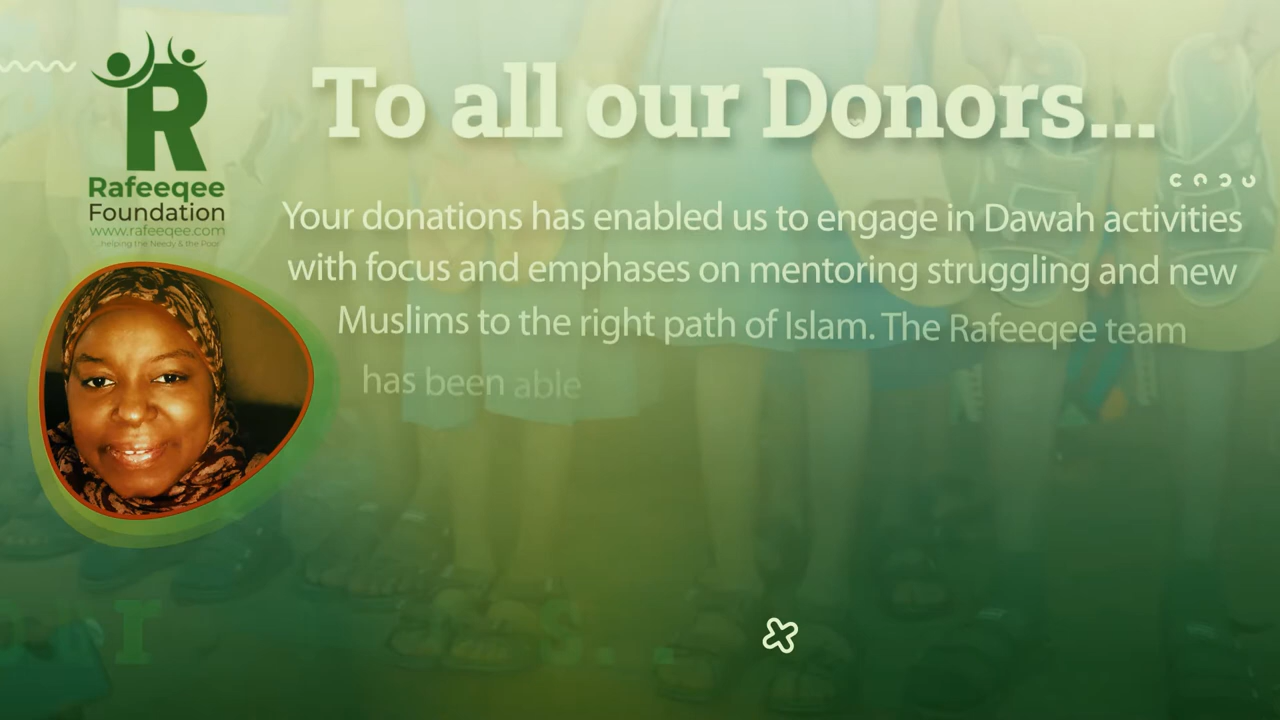 To all our Donors...
Rafeeqee
Foundation
www.rafeeqee.com
...helping the Needy & the Poor
Your donations has enabled us to engage in Dawah activities
with focus and emphases on mentoring struggling and new
Muslims to the right path of Islam. The Rafeeqee team
has been able